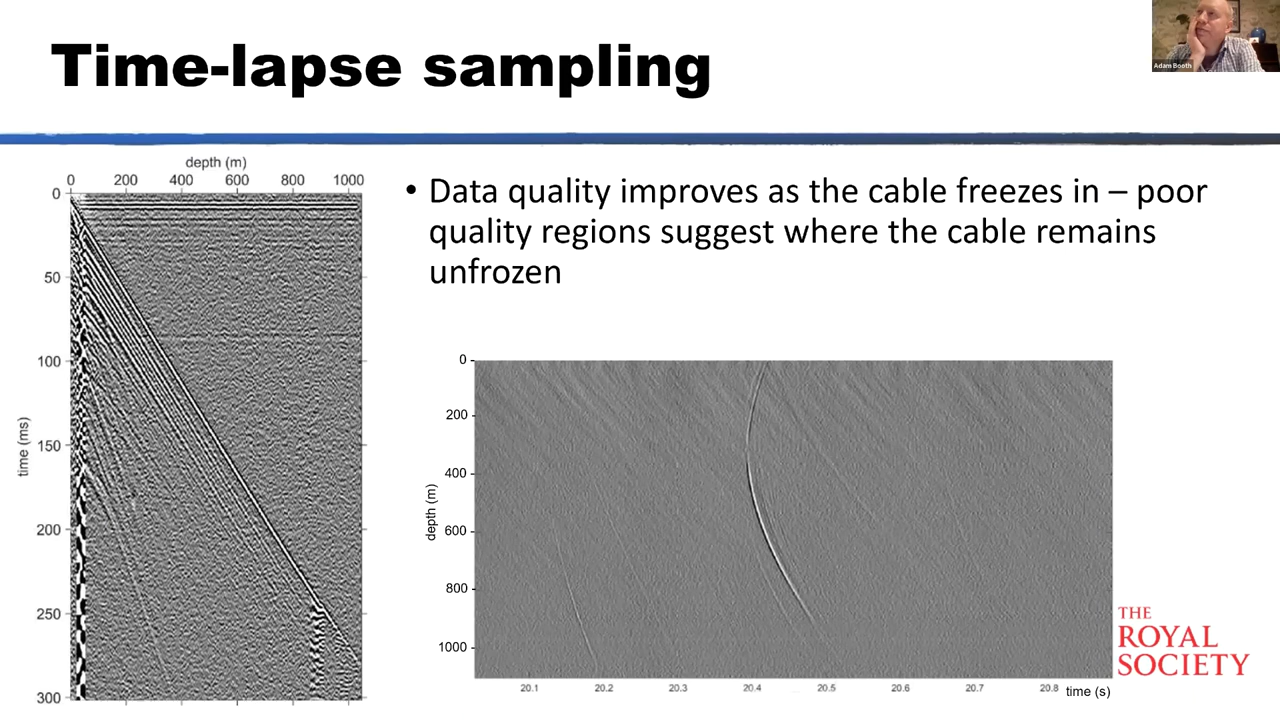 Time-lapse sampling
Adam Booth
depth (m)
0 200 400 600 800 1000
0
50
100
150
200
250
300
time (ms)
• Data quality improves as the cable freezes in – poor
quality regions suggest where the cable remains
unfrozen
0
200
400
600
800
1000
depth (m)
20.1 20.2 20.3 20.4 20.5 20.6 20.7 20.8 time (s)
THE
ROYAL
SOCIETY